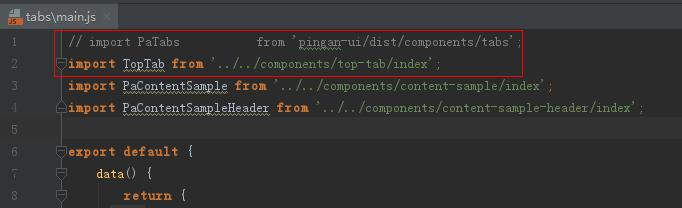 tabs\main.js
1 // import PaTabs from 'pingan-ui/dist/components/tabs';
2 import TopTab from '../../components/top-tab/index';
3 import PaContentSample from '../../components/content-sample/index';
4 import PaContentSampleHeader from '../../components/content-sample-header/index';
5
6 export default {
7 data() {
8 return {